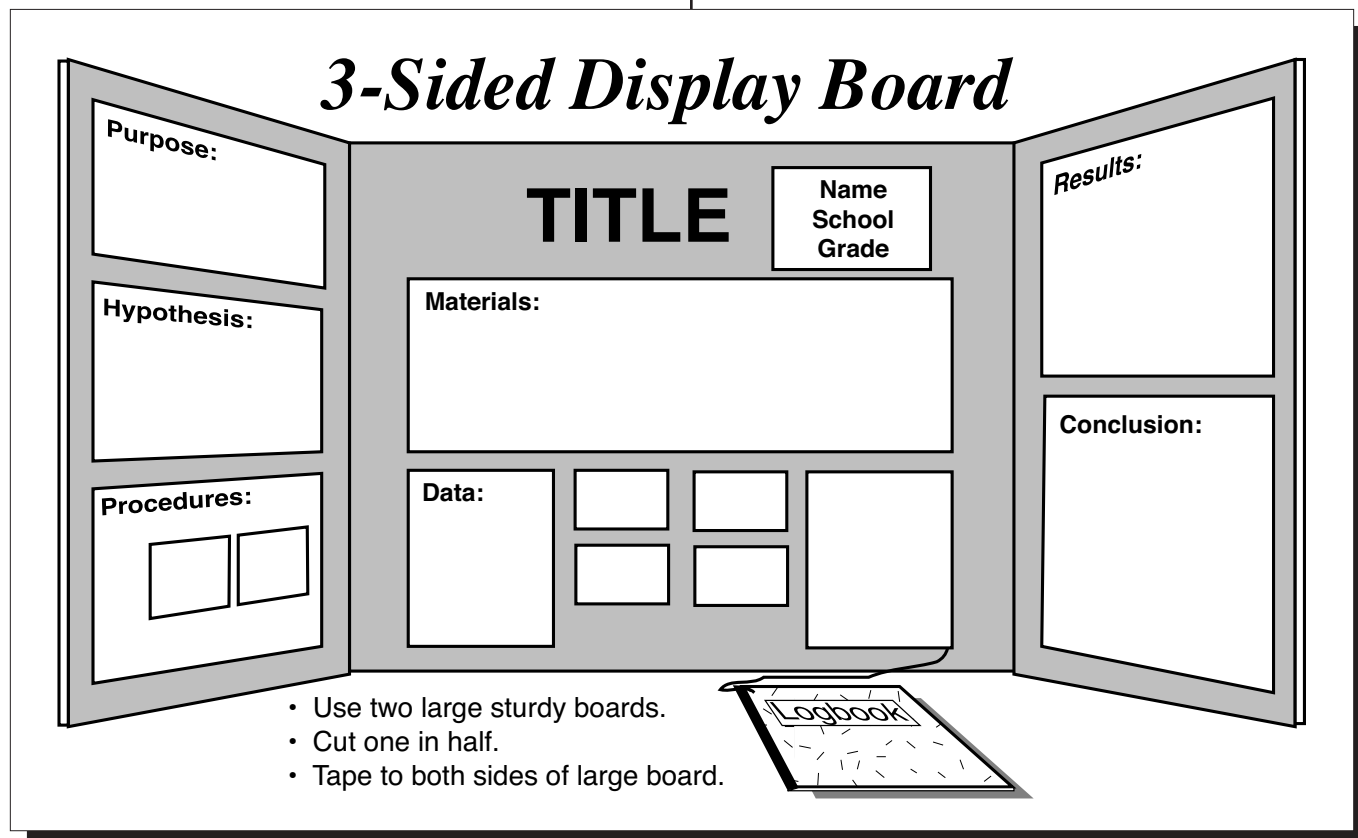 3-Sided Display Board
Purpose:
Hypothesis:
Procedures:
TITLE
Name
School
Grade
Materials:
Data:
Results:
Conclusion:
• Use two large sturdy boards.
• Cut one in half.
• Tape to both sides of large board.
Logbook